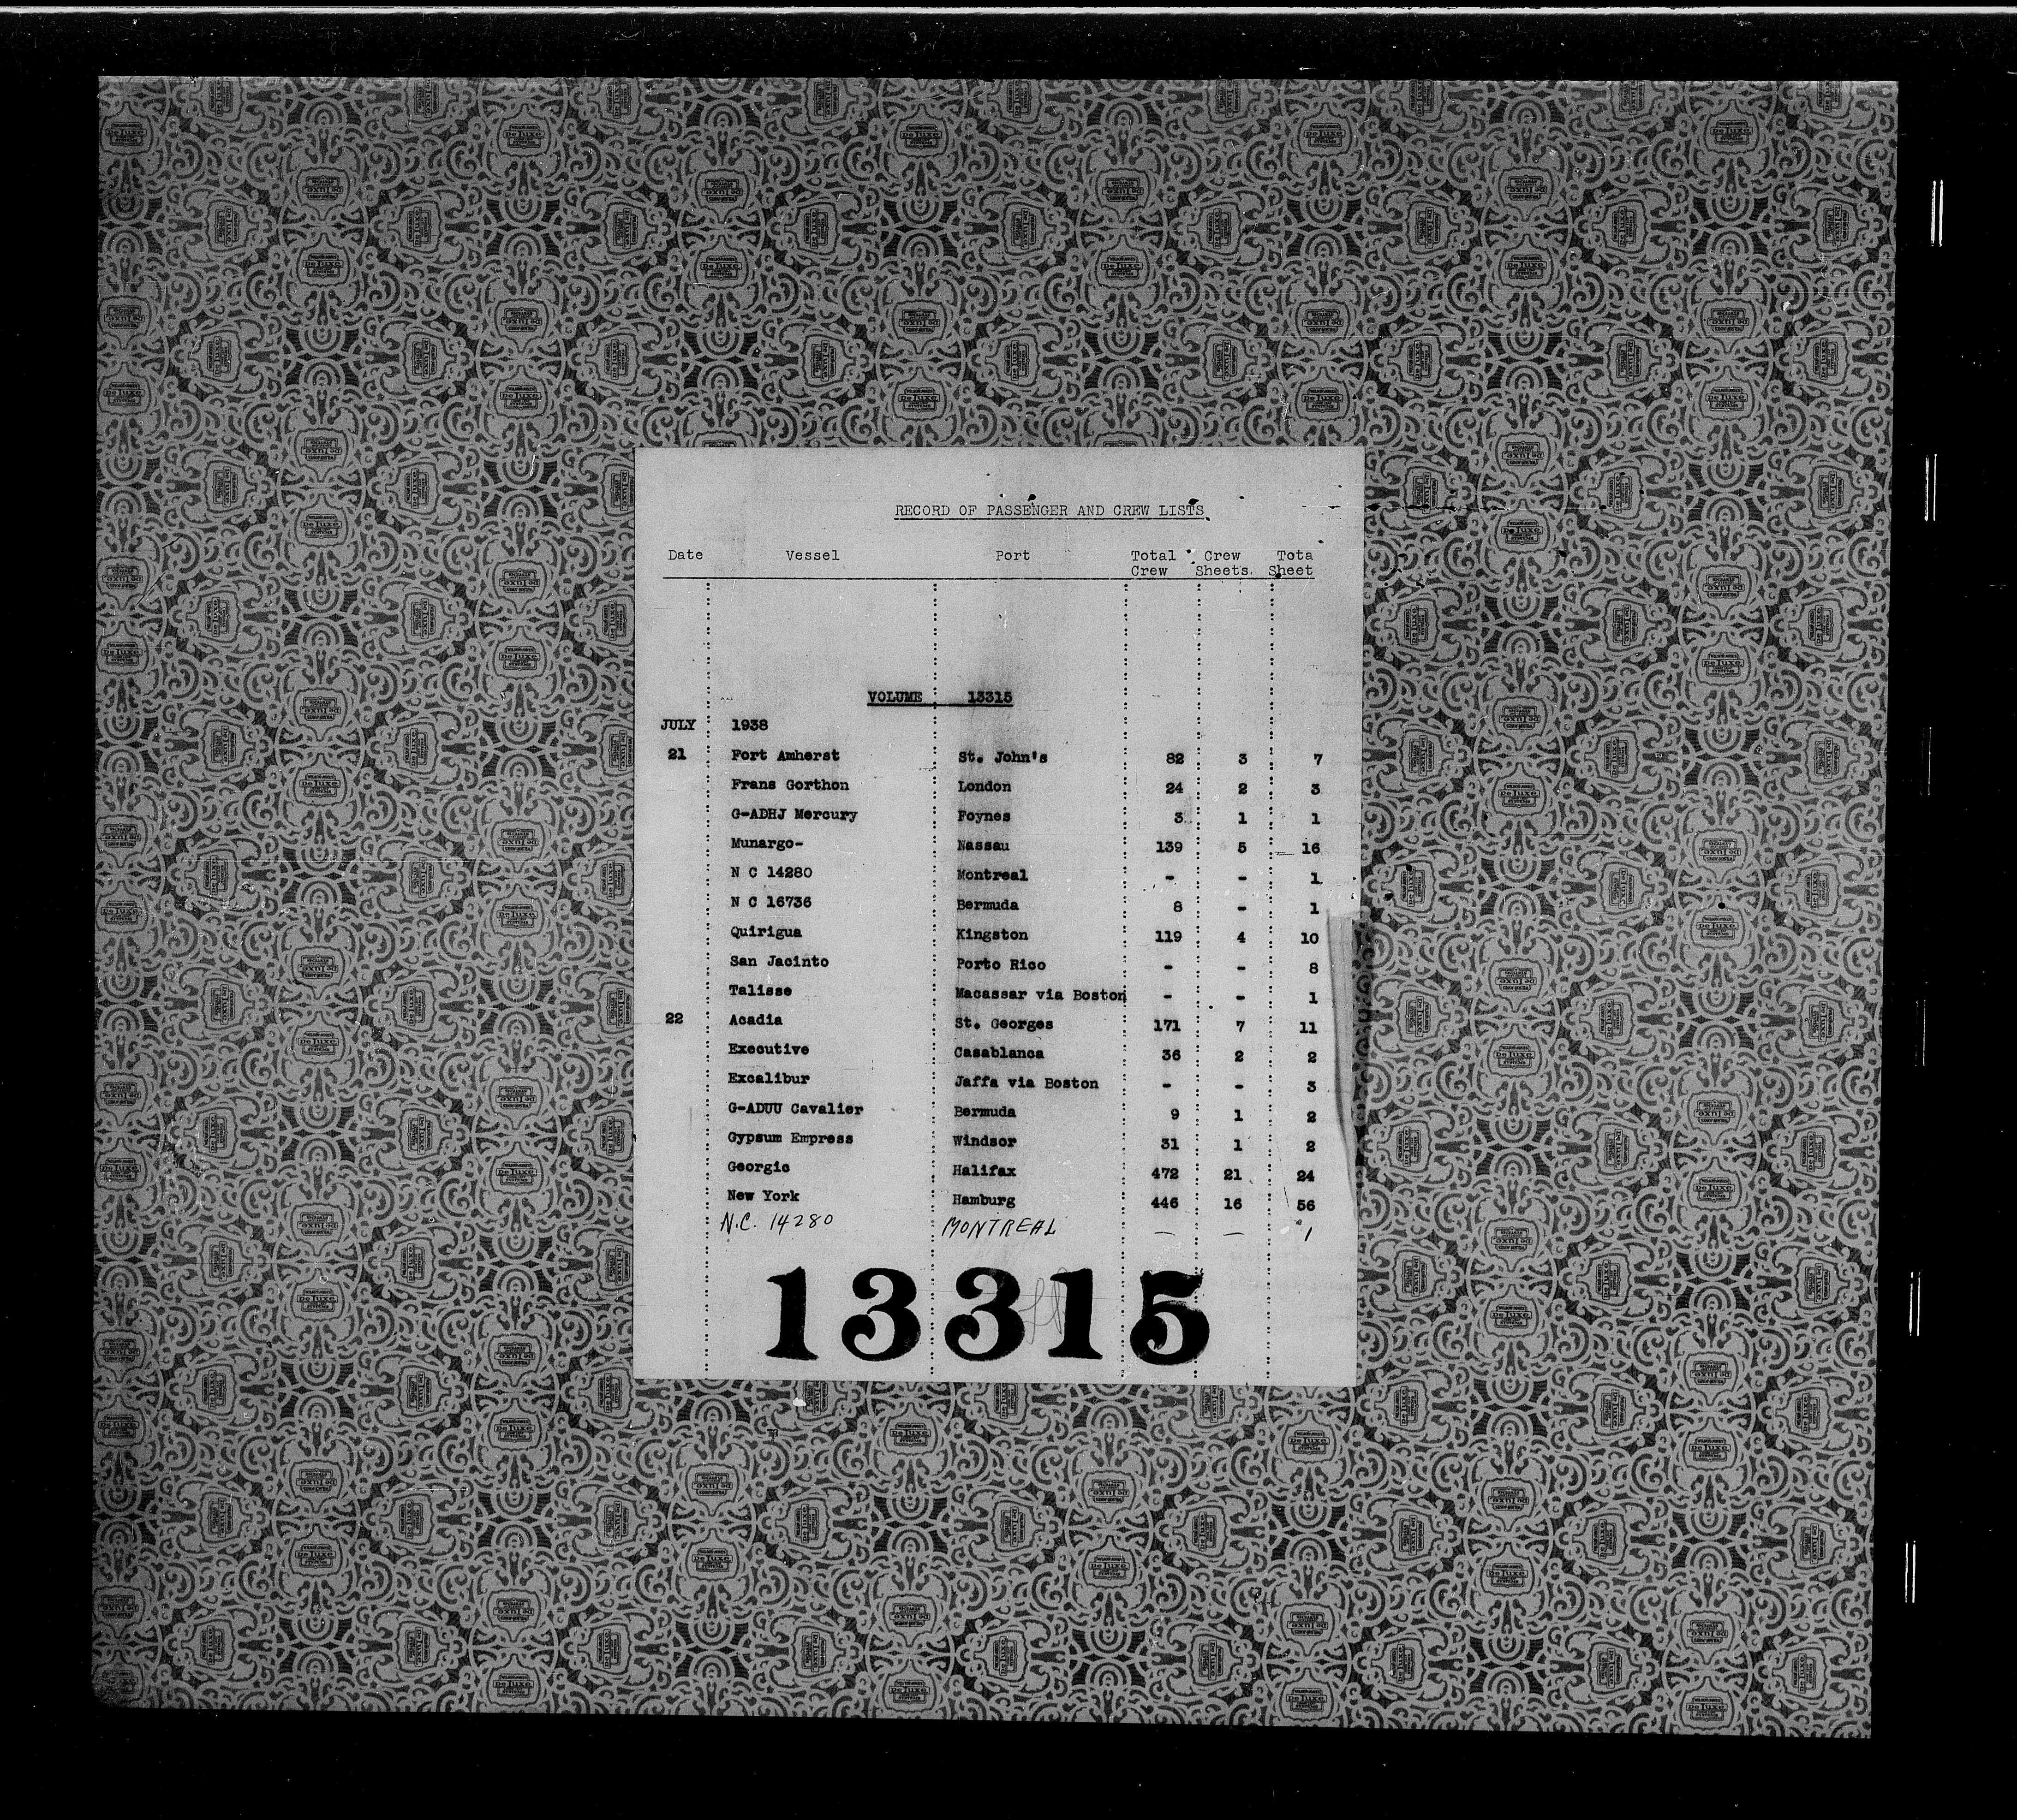 RECORD OF PASSENGER AND CREW LISTS
Date Vessel Port Total Crew Tota
Crew Sheets Sheet
VOLUME 13315
JULY 1938
21 Fort Amherst St. John's 82 3 7
Frans Gorthon London 24 2 3
G-ADHJ Mercury Foynes 3 1 1
Munargo- Nassau 139 5 16
N C 14280 Montreal - - 1
N C 16736 Bermuda 8 - 1
Quirigua Kingston 119 4 10
San Jacinto Porto Rico - - 8
Talisse Macassar via Boston - - 1
22 Acadia St. Georges 171 7 11
Executive Casablanca 36 2 2
Excalibur Jaffa via Boston - - 3
G-ADUU Cavalier Bermuda 9 1 2
Gypsum Empress Windsor 31 1 2
Georgic Halifax 472 21 24
New York Hamburg 446 16 56
N.C. 14280 MONTREAL — — 1
13315